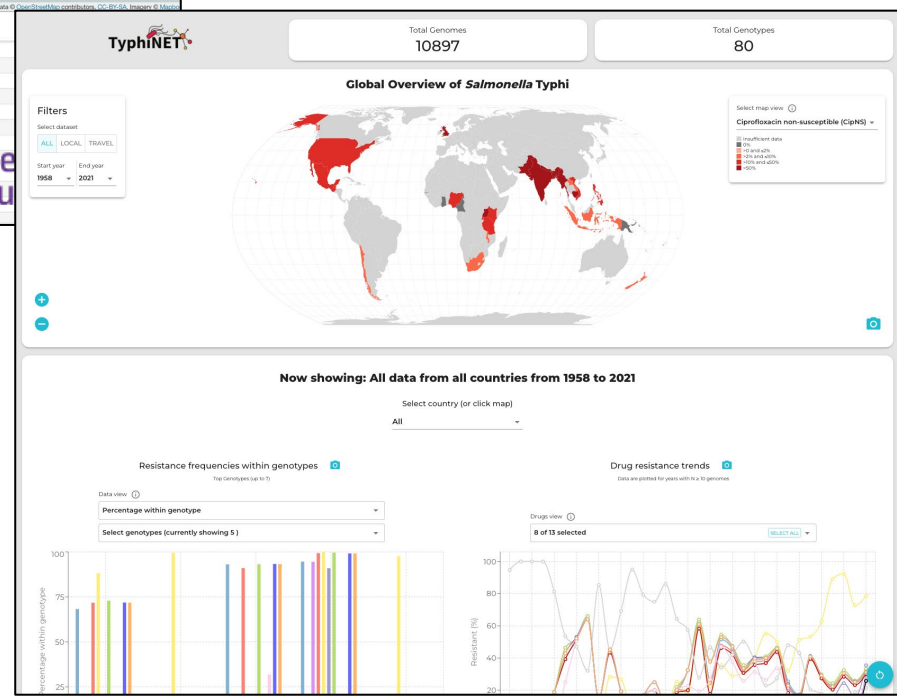 ata © OpenStreetMap contributors, CC-BY-SA, Imagery © Mapbo
e
u
TyphiNET
Total Genomes
10897
Total Genotypes
80
Global Overview of Salmonella Typhi
Filters
Select dataset
ALL LOCAL TRAVEL
Start year End year
1958 2021
Select map view
Ciprofloxacin non-susceptible (CipNS)
Insufficient data
0%
>0 and ≤2%
>2% and ≤10%
>10% and ≤50%
>50%
Now showing: All data from all countries from 1958 to 2021
Select country (or click map)
All
Resistance frequencies within genotypes
Top Genotypes (up to 7)
Data view
Percentage within genotype
Select genotypes (currently showing 5 )
100
75
50
25
Percentage within genotype
Drug resistance trends
Data are plotted for years with N ≥ 10 genomes
Drugs view
8 of 13 selected
SELECT ALL
100
80
60
40
20
Resistant (%)